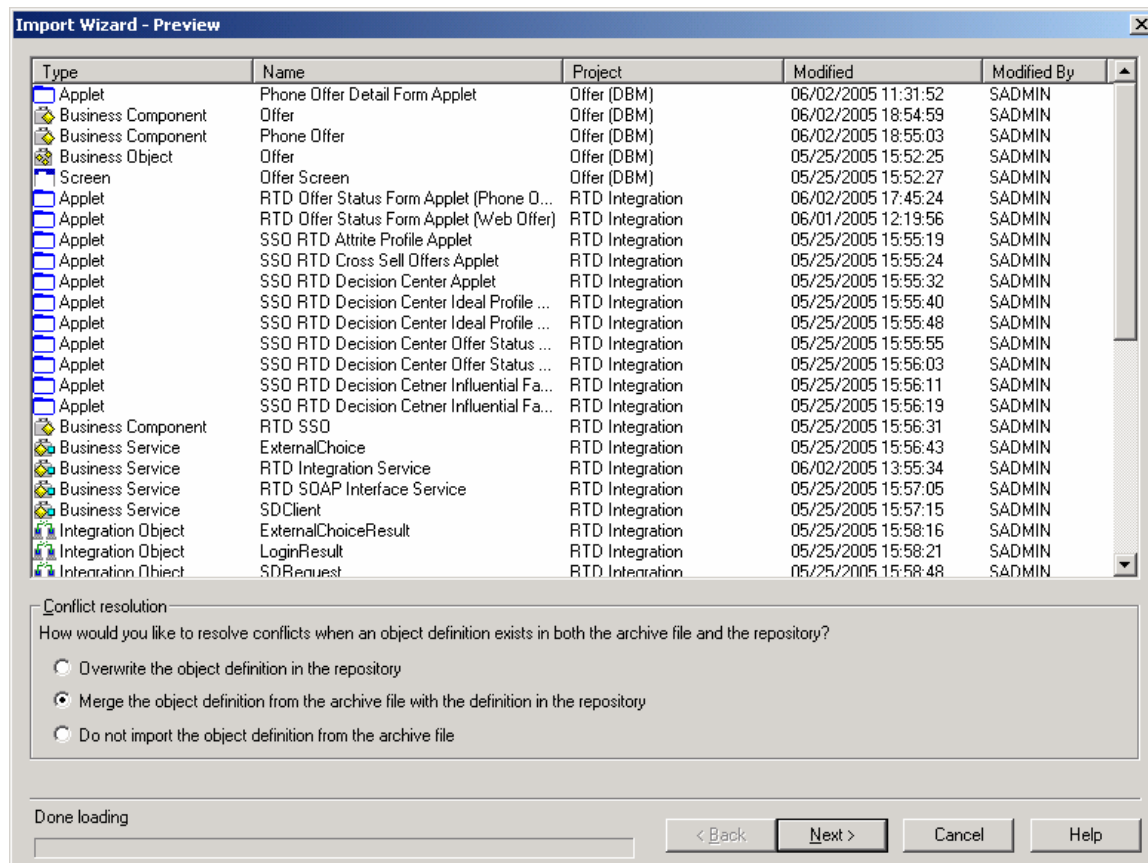 Import Wizard - Preview
Type Name Project Modified Modified By
Applet Phone Offer Detail Form Applet Offer (DBM) 06/02/2005 11:31:52 SADMIN
Business Component Offer Offer (DBM) 06/02/2005 18:54:59 SADMIN
Business Component Phone Offer Offer (DBM) 06/02/2005 18:55:03 SADMIN
Business Object Offer Offer (DBM) 05/25/2005 15:52:25 SADMIN
Screen Offer Screen Offer (DBM) 05/25/2005 15:52:27 SADMIN
Applet RTD Offer Status Form Applet (Phone O... RTD Integration 06/02/2005 17:45:24 SADMIN
Applet RTD Offer Status Form Applet (Web Offer) RTD Integration 06/01/2005 12:19:56 SADMIN
Applet SSO RTD Attrite Profile Applet RTD Integration 05/25/2005 15:55:19 SADMIN
Applet SSO RTD Cross Sell Offers Applet RTD Integration 05/25/2005 15:55:24 SADMIN
Applet SSO RTD Decision Center Applet RTD Integration 05/25/2005 15:55:32 SADMIN
Applet SSO RTD Decision Center Ideal Profile ... RTD Integration 05/25/2005 15:55:40 SADMIN
Applet SSO RTD Decision Center Ideal Profile ... RTD Integration 05/25/2005 15:55:48 SADMIN
Applet SSO RTD Decision Center Offer Status ... RTD Integration 05/25/2005 15:55:55 SADMIN
Applet SSO RTD Decision Center Offer Status ... RTD Integration 05/25/2005 15:56:03 SADMIN
Applet SSO RTD Decision Cetner Influential Fa... RTD Integration 05/25/2005 15:56:11 SADMIN
Applet SSO RTD Decision Cetner Influential Fa... RTD Integration 05/25/2005 15:56:19 SADMIN
Business Component RTD SSO RTD Integration 05/25/2005 15:56:31 SADMIN
Business Service ExternalChoice RTD Integration 05/25/2005 15:56:43 SADMIN
Business Service RTD Integration Service RTD Integration 06/02/2005 13:55:34 SADMIN
Business Service RTD SOAP Interface Service RTD Integration 05/25/2005 15:57:05 SADMIN
Business Service SDClient RTD Integration 05/25/2005 15:57:15 SADMIN
Integration Object ExternalChoiceResult RTD Integration 05/25/2005 15:58:16 SADMIN
Integration Object LoginResult RTD Integration 05/25/2005 15:58:21 SADMIN
Integration Object SDRequest RTD Integration 05/25/2005 15:58:48 SADMIN
Conflict resolution
How would you like to resolve conflicts when an object definition exists in both the archive file and the repository?
Overwrite the object definition in the repository
Merge the object definition from the archive file with the definition in the repository
Do not import the object definition from the archive file
Done loading
< Back Next > Cancel Help